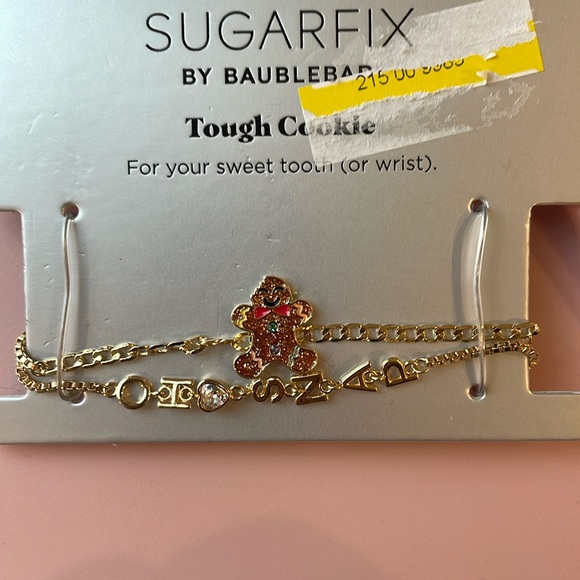 SUGARFIX
BY BAUBLEBAR
Tough Cookie
For your sweet tooth (or wrist).
OH SNAP